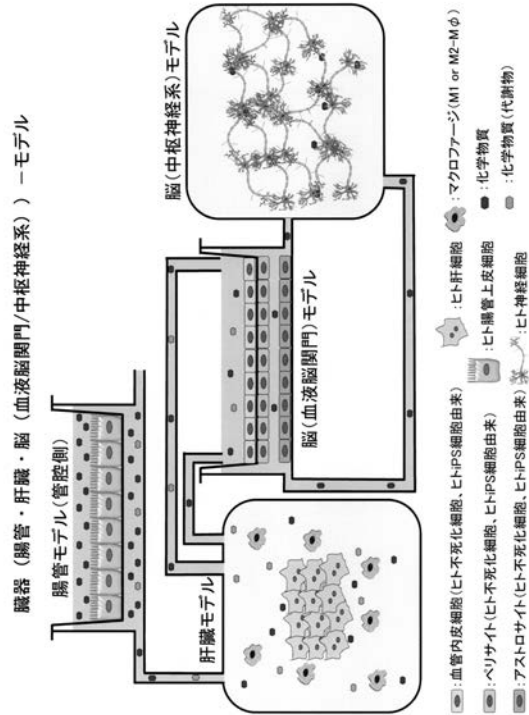 臓器（腸管・肝臓・脳（血液脳関門/中枢神経系））－モデル
腸管モデル（管腔側）
肝臓モデル
脳（血液脳関門）モデル
脳（中枢神経系）モデル
：血管内皮細胞（ヒト不死化細胞、ヒトiPS細胞由来）
：ペリサイト（ヒト不死化細胞、ヒトiPS細胞由来）
：アストロサイト（ヒト不死化細胞、ヒトiPS細胞由来）
：ヒト肝細胞
：ヒト腸管上皮細胞
：ヒト神経細胞
：マクロファージ（M1 or M2-Mφ）
：化学物質
：化学物質（代謝物）